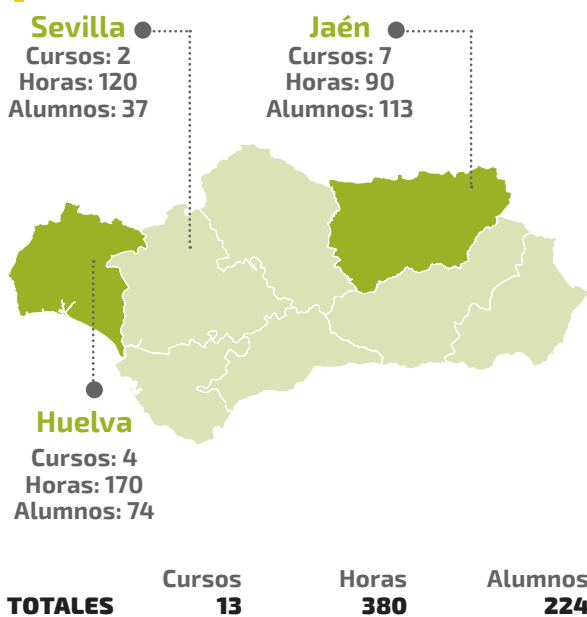 Sevilla
Cursos: 2
Horas: 120
Alumnos: 37
Jaén
Cursos: 7
Horas: 90
Alumnos: 113
Huelva
Cursos: 4
Horas: 170
Alumnos: 74
Cursos Horas Alumnos
TOTALES 13 380 224